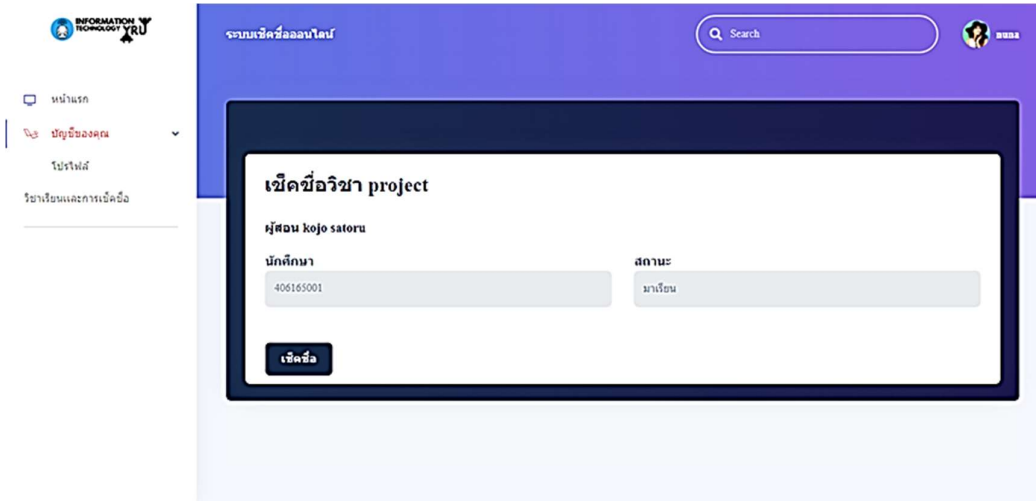 INFORMATION
TECHNOLOGY YRU
ระบบเช็คชื่อออนไลน์
Search
nuna
หน้าแรก
บัญชีของคุณ
โปรไฟล์
วิชาเรียนและการเช็คชื่อ
เช็คชื่อวิชา project
ผู้สอน kojo satoru
นักศึกษา
สถานะ
406165001
มาเรียน
เช็คชื่อ